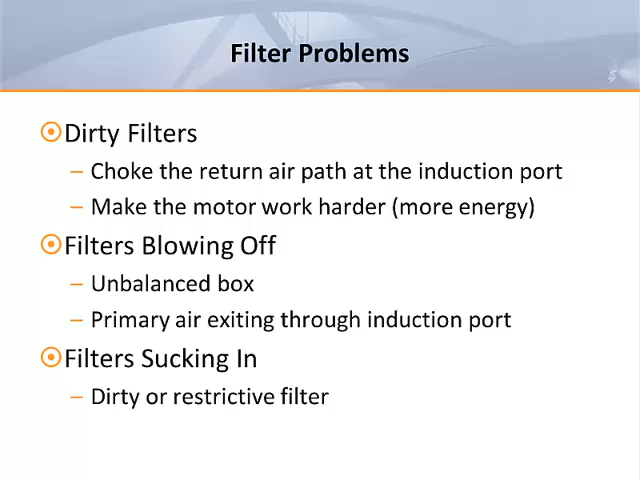 Filter Problems
Dirty Filters
– Choke the return air path at the induction port
– Make the motor work harder (more energy)
Filters Blowing Off
– Unbalanced box
– Primary air exiting through induction port
Filters Sucking In
– Dirty or restrictive filter